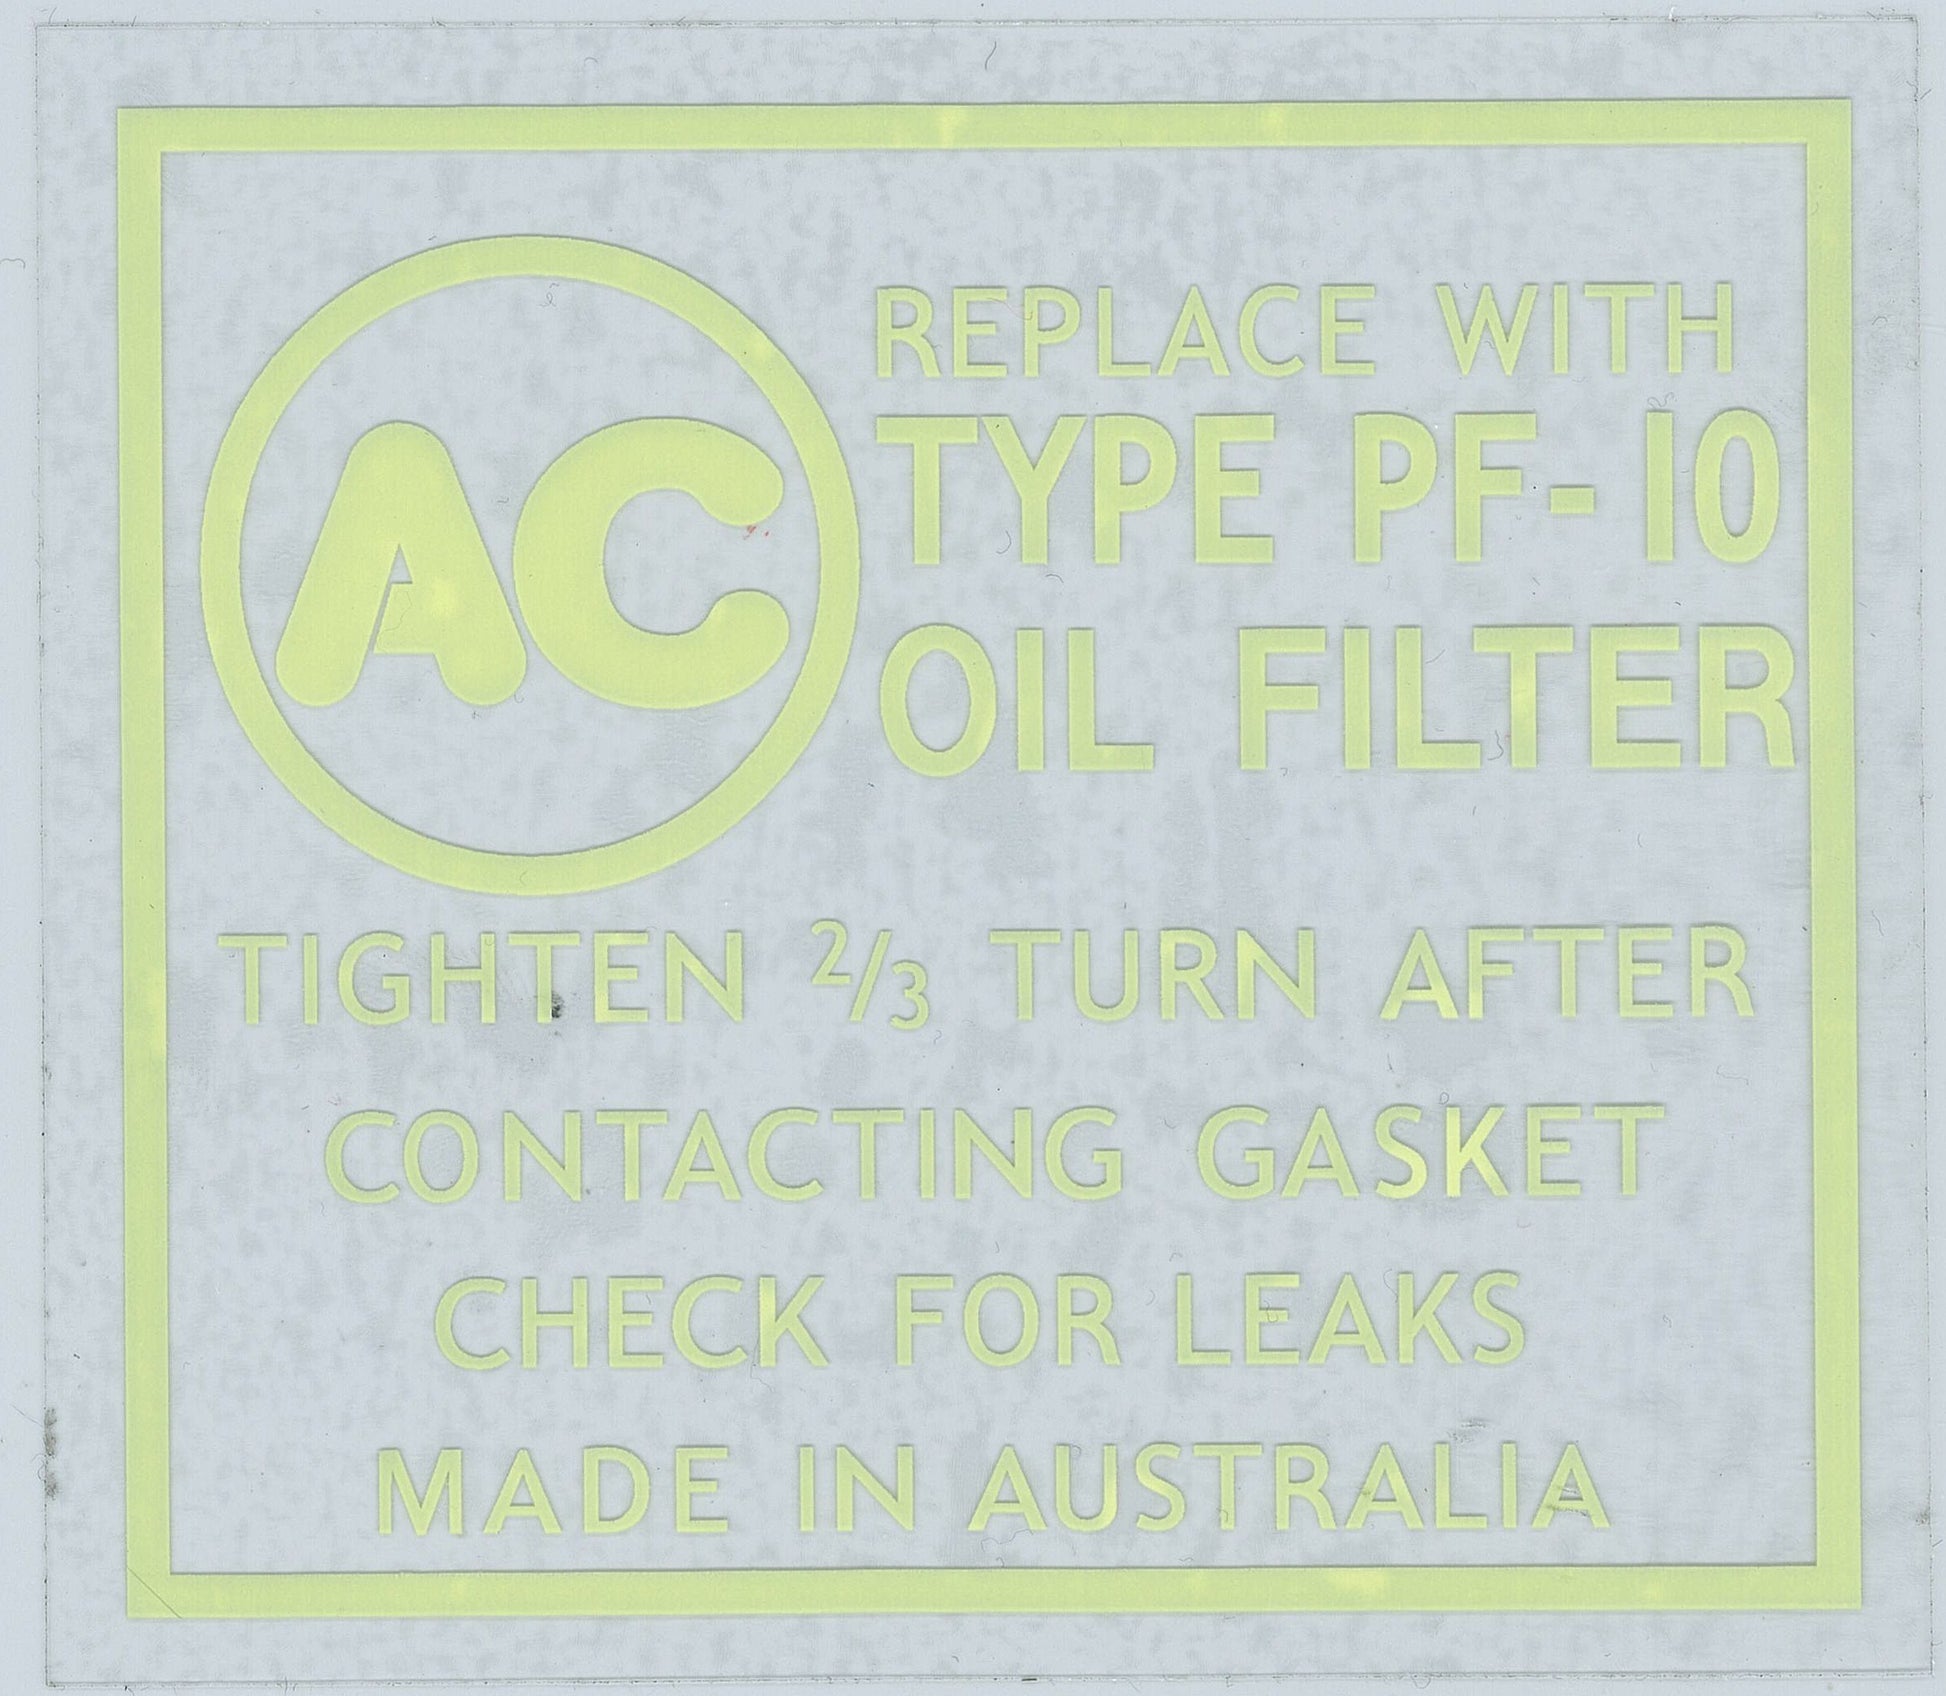 AC
REPLACE WITH
TYPE PF-10
OIL FILTER
TIGHTEN 2/3 TURN AFTER
CONTACTING GASKET
CHECK FOR LEAKS
MADE IN AUSTRALIA